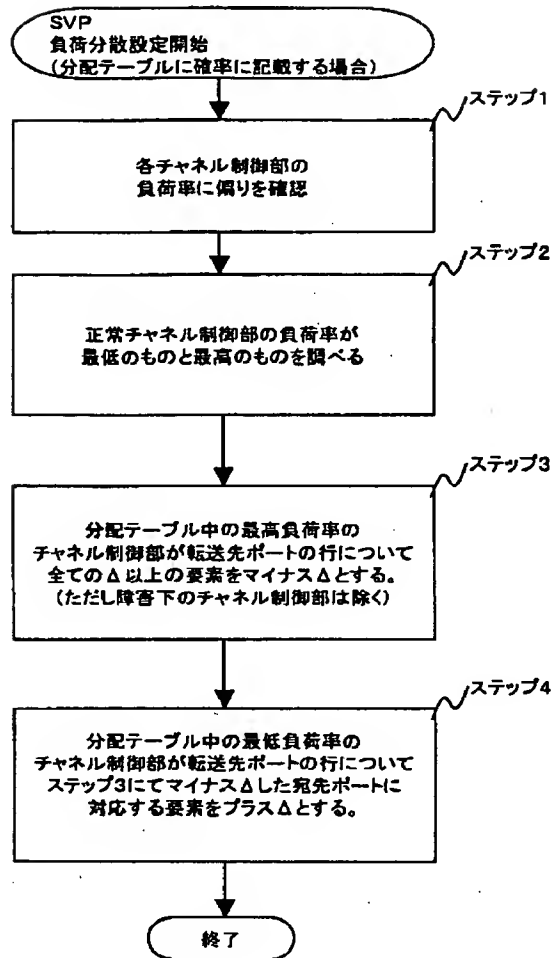 SVP
負荷分散設定開始
(分配テーブルに確率に記載する場合)
ステップ1
各チャネル制御部の
負荷率に偏りを確認
ステップ2
正常チャネル制御部の負荷率が
最低のものと最高のものを調べる
ステップ3
分配テーブル中の最高負荷率の
チャネル制御部が転送先ポートの行について
全てのΔ以上の要素をマイナスΔとする。
(ただし障害下のチャネル制御部は除く)
ステップ4
分配テーブル中の最低負荷率の
チャネル制御部が転送先ポートの行について
ステップ3にてマイナスΔした宛先ポートに
対応する要素をプラスΔとする。
終了